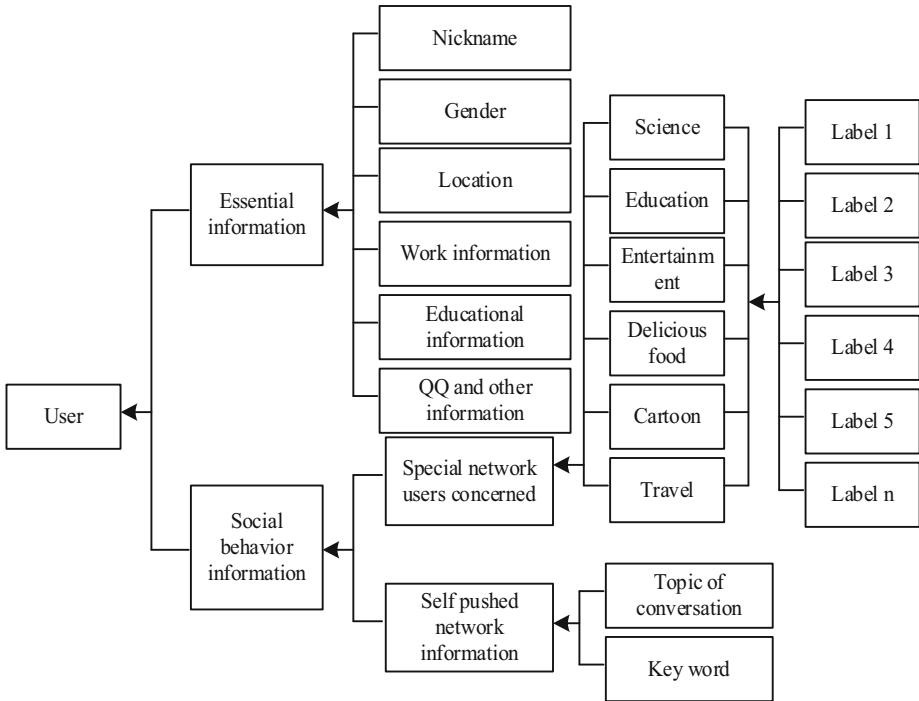 Nickname
Gender
Location
Work information
Educational
information
QQ and other
information
Essential
information
User
Social
behavior
information
Special network
users concerned
Self pushed
network
information
Science
Education
Entertainm
ent
Delicious
food
Cartoon
Travel
Topic of
conversation
Key word
Label 1
Label 2
Label 3
Label 4
Label 5
Label n